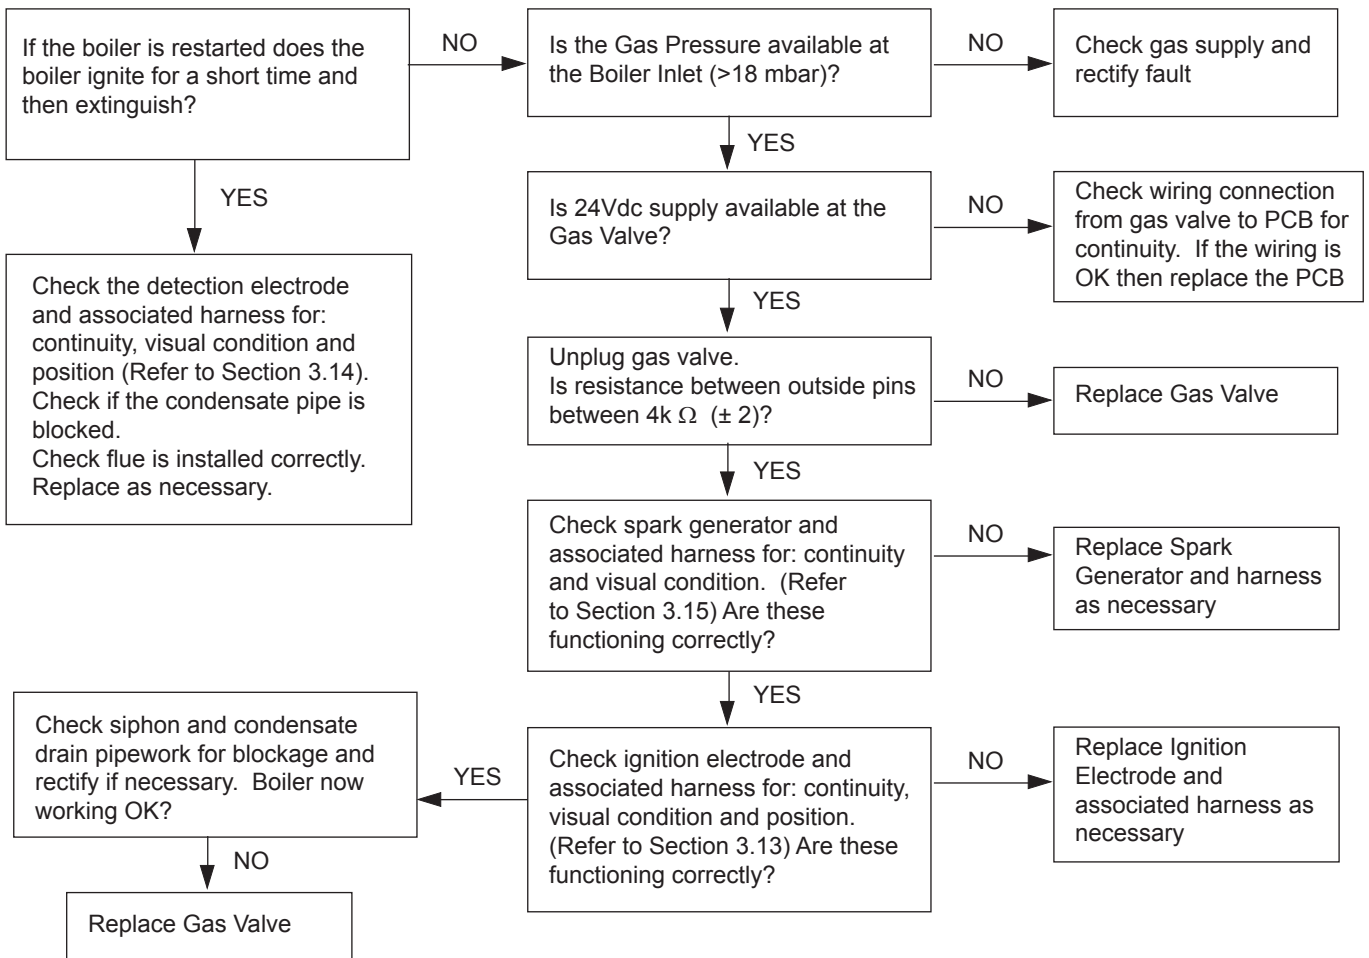 If the boiler is restarted does the
boiler ignite for a short time and
then extinguish?
NO
Is the Gas Pressure available at
the Boiler Inlet (>18 mbar)?
NO
Check gas supply and
rectify fault
YES
YES
Check the detection electrode
and associated harness for:
continuity, visual condition and
position (Refer to Section 3.14).
Check if the condensate pipe is
blocked.
Check flue is installed correctly.
Replace as necessary.
Is 24Vdc supply available at the
Gas Valve?
NO
Check wiring connection
from gas valve to PCB for
continuity.  If the wiring is
OK then replace the PCB
YES
Unplug gas valve.
Is resistance between outside pins
between 4k Ω  (± 2)?
NO
Replace Gas Valve
YES
Check spark generator and
associated harness for: continuity
and visual condition.  (Refer
to Section 3.15) Are these
functioning correctly?
NO
Replace Spark
Generator and harness
as necessary
YES
Check ignition electrode and
associated harness for: continuity,
visual condition and position.
(Refer to Section 3.13) Are these
functioning correctly?
NO
Replace Ignition
Electrode and
associated harness as
necessary
YES
Check siphon and condensate
drain pipework for blockage and
rectify if necessary.  Boiler now
working OK?
NO
Replace Gas Valve